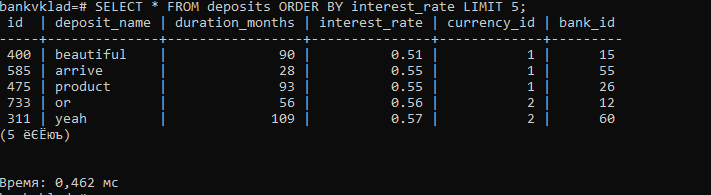 bankvklad=# SELECT * FROM deposits ORDER BY interest_rate LIMIT 5;
 id  | deposit_name | duration_months | interest_rate | currency_id | bank_id
-----+--------------+-----------------+---------------+-------------+---------
 400 | beautiful    |              90 |          0.51 |           1 |      15
 585 | arrive       |              28 |          0.55 |           1 |      55
 475 | product      |              93 |          0.55 |           1 |      26
 733 | or           |              56 |          0.56 |           2 |      12
 311 | yeah         |             109 |          0.57 |           2 |      60
(5 ёЄЁюъ)
Время: 0,462 мс